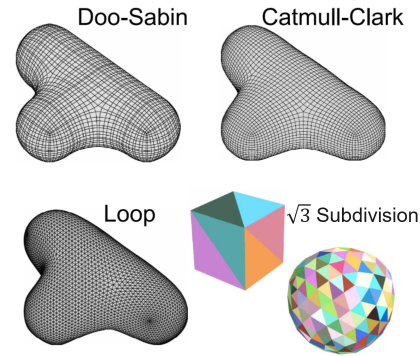 Doo-Sabin
Catmull-Clark
Loop
√3 Subdivision